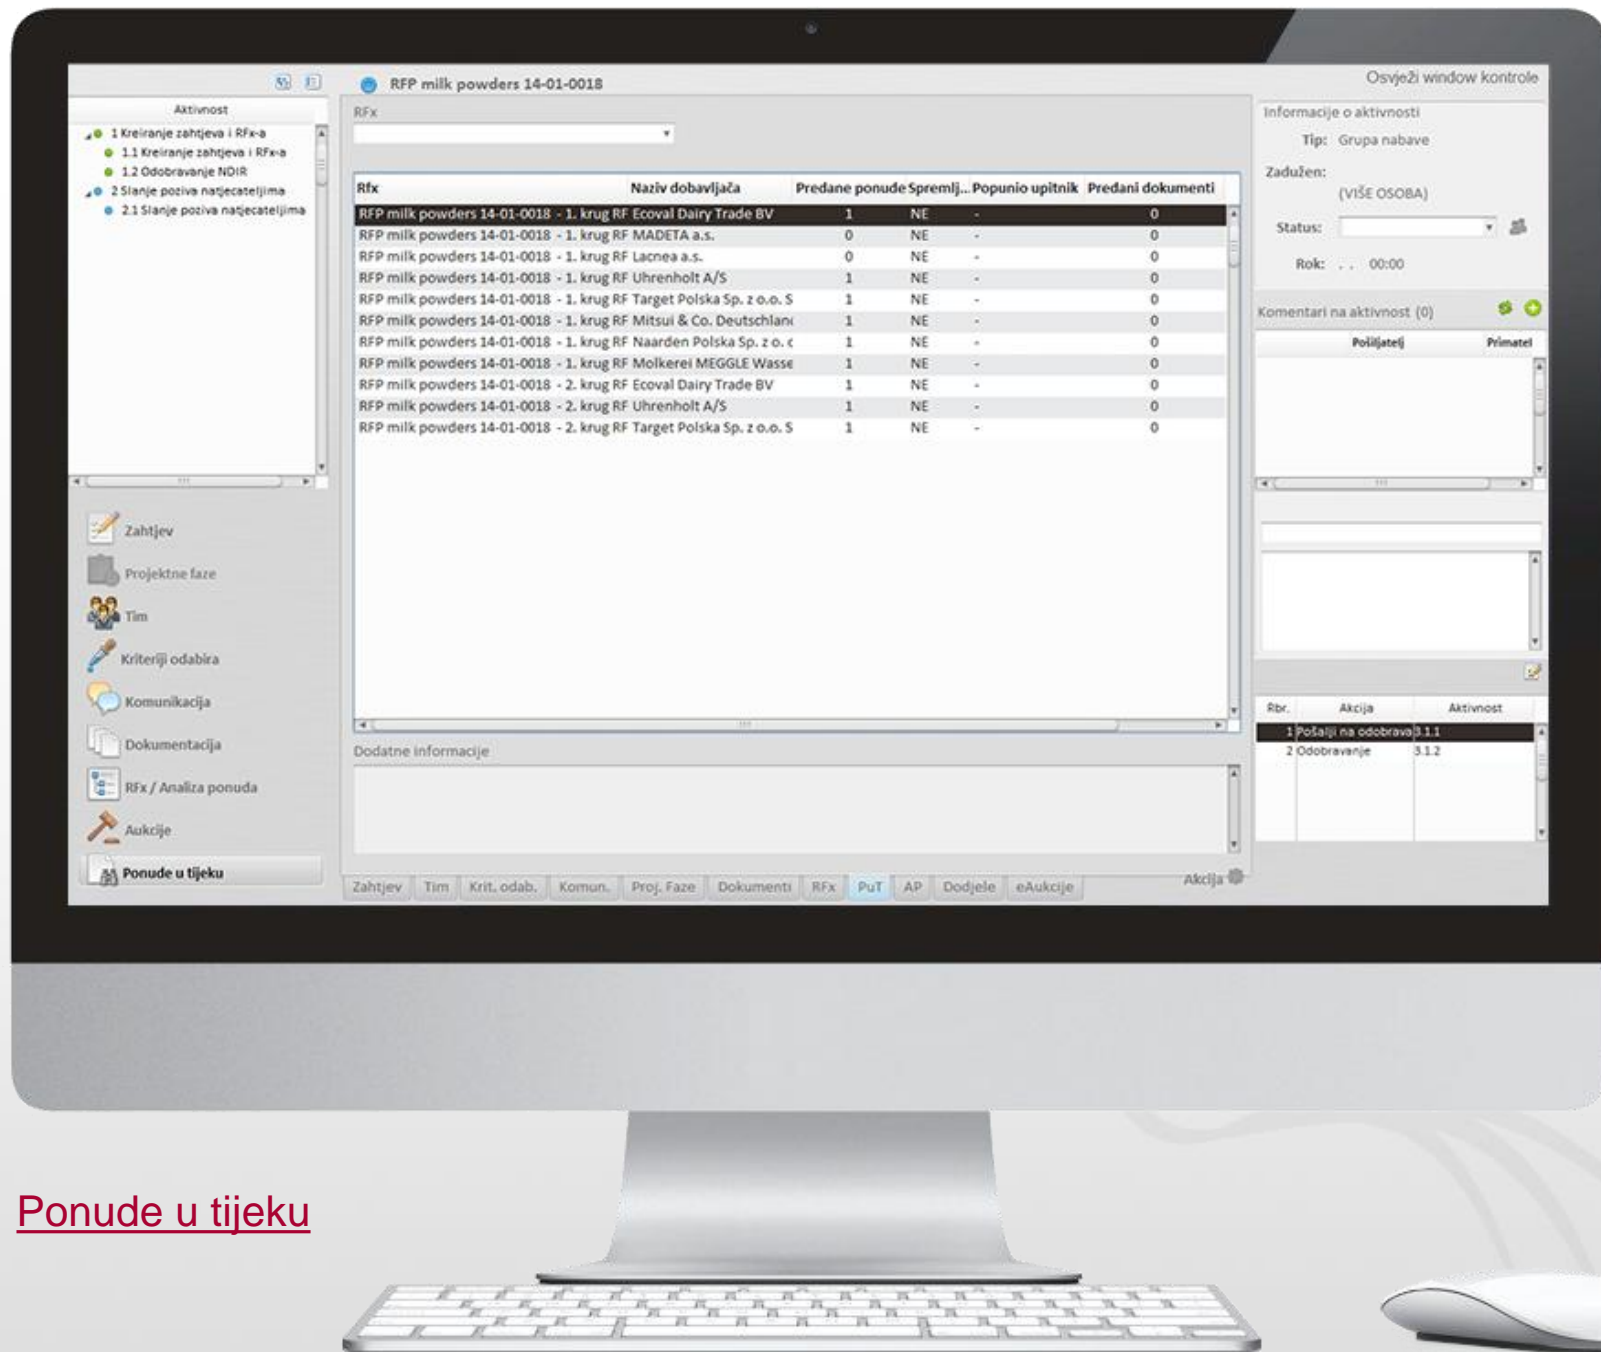 RFP milk powders 14-01-0018
Osvježi window kontrole
Aktivnost
1 Kreiranje zahtjeva i RFx-a
1.1 Kreiranje zahtjeva i RFx-a
1.2 Odobravanje NDIR
2 Slanje poziva natjecateljima
2.1 Slanje poziva natjecateljima
Zahtjev
Projektne faze
Tim
Kriteriji odabira
Komunikacija
Dokumentacija
RFx / Analiza ponuda
Aukcije
Ponude u tijeku
RFx
Rfx Naziv dobavljača Predane ponude Spremlj... Popunio upitnik Predani dokumenti
RFP milk powders 14-01-0018 - 1. krug RF Ecoval Dairy Trade BV 1 NE - 0
RFP milk powders 14-01-0018 - 1. krug RF MADETA a.s. 0 NE - 0
RFP milk powders 14-01-0018 - 1. krug RF Lacnea a.s. 0 NE - 0
RFP milk powders 14-01-0018 - 1. krug RF Uhrenholt A/S 1 NE - 0
RFP milk powders 14-01-0018 - 1. krug RF Target Polska Sp. z o.o. S 1 NE - 0
RFP milk powders 14-01-0018 - 1. krug RF Mitsui & Co. Deutschland 1 NE - 0
RFP milk powders 14-01-0018 - 1. krug RF Naarden Polska Sp. z o. o 1 NE - 0
RFP milk powders 14-01-0018 - 1. krug RF Molkerei MEGGLE Wasse 1 NE - 0
RFP milk powders 14-01-0018 - 2. krug RF Ecoval Dairy Trade BV 1 NE - 0
RFP milk powders 14-01-0018 - 2. krug RF Uhrenholt A/S 1 NE - 0
RFP milk powders 14-01-0018 - 2. krug RF Target Polska Sp. z o.o. S 1 NE - 0
Dodatne informacije
Zahtjev Tim Krit. odab. Komun. Proj. Faze Dokumenti RFx PuT AP Dodjele eAukcije
Akcija
Informacije o aktivnosti
Tip: Grupa nabave
Zadužen:
(VIŠE OSOBA)
Status:
Rok: . . 00:00
Komentari na aktivnost (0)
Pošiljatelj Primatel
Rbr. Akcija Aktivnost
1 Pošalji na odobrava 3.1.1
2 Odobravanje 3.1.2
Ponude u tijeku